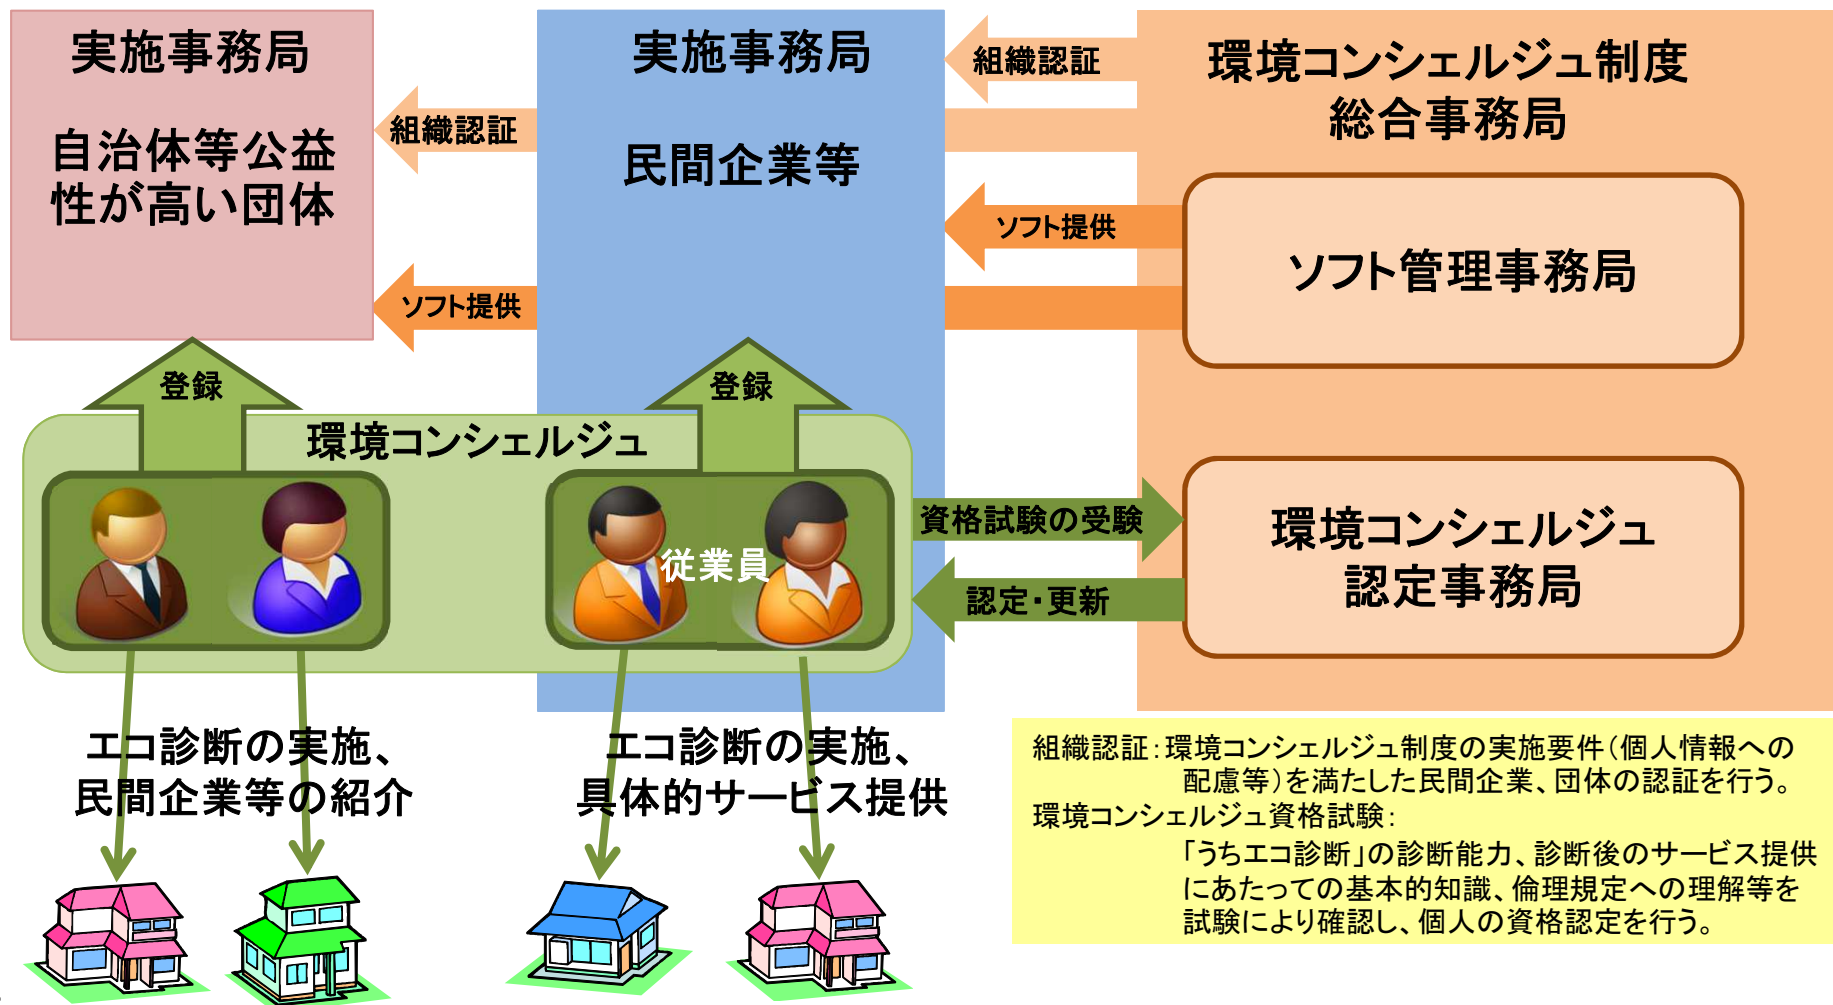 実施事務局
自治体等公益
性が高い団体
組織認証
ソフト提供
実施事務局
民間企業等
組織認証
ソフト提供
環境コンシェルジュ制度
総合事務局
ソフト管理事務局
登録
登録
環境コンシェルジュ
従業員
資格試験の受験
認定・更新
環境コンシェルジュ
認定事務局
エコ診断の実施、
民間企業等の紹介
エコ診断の実施、
具体的サービス提供
組織認証：環境コンシェルジュ制度の実施要件（個人情報への
配慮等）を満たした民間企業、団体の認証を行う。
環境コンシェルジュ資格試験：
「うちエコ診断」の診断能力、診断後のサービス提供
にあたっての基本的知識、倫理規定への理解等を
試験により確認し、個人の資格認定を行う。